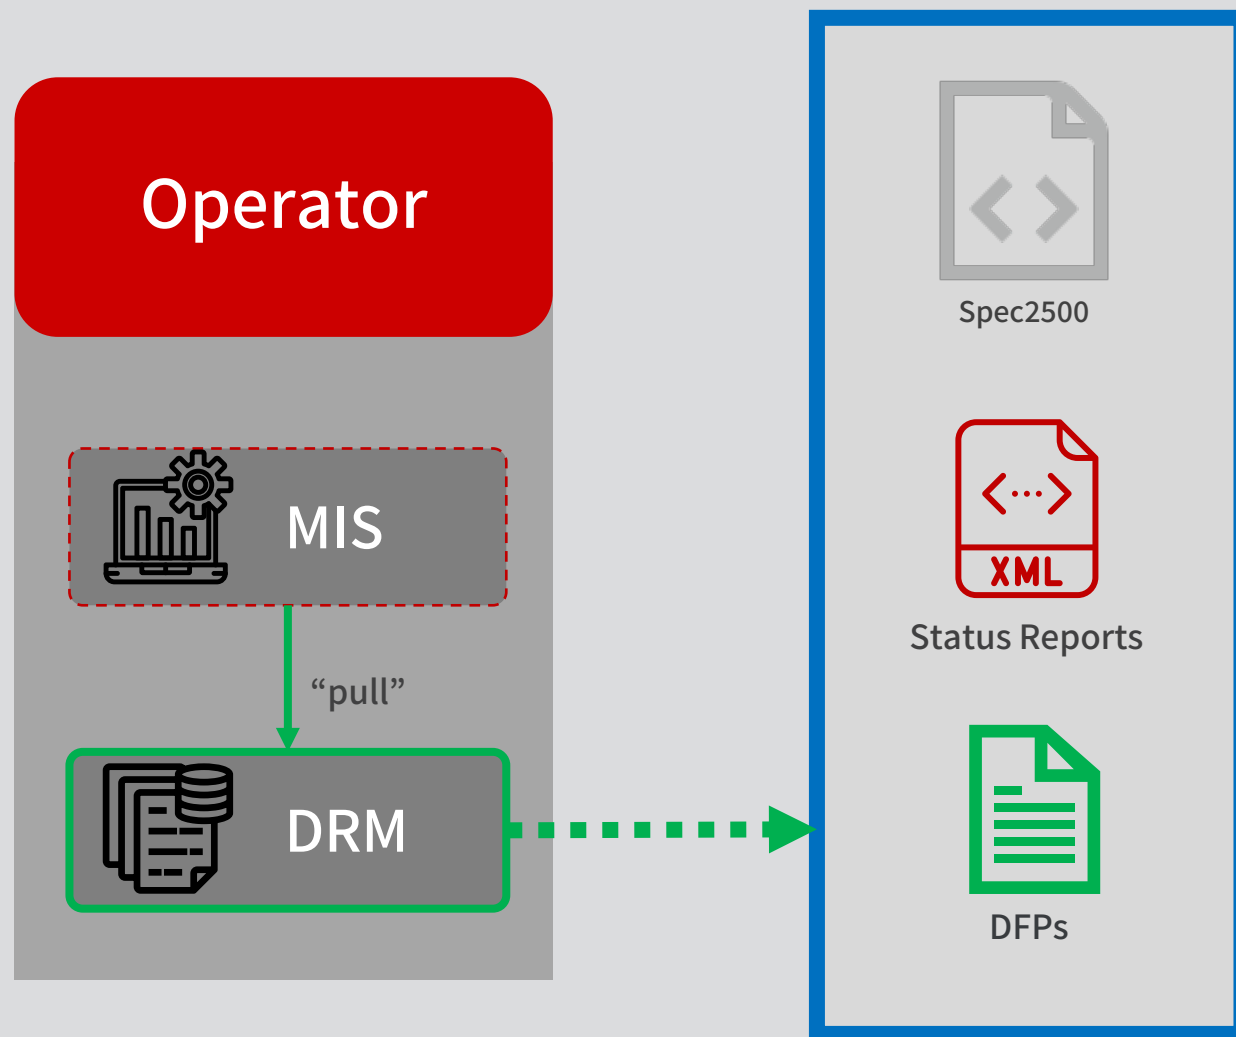 Operator
MIS
“pull”
DRM
Spec2500
XML
Status Reports
DFPs